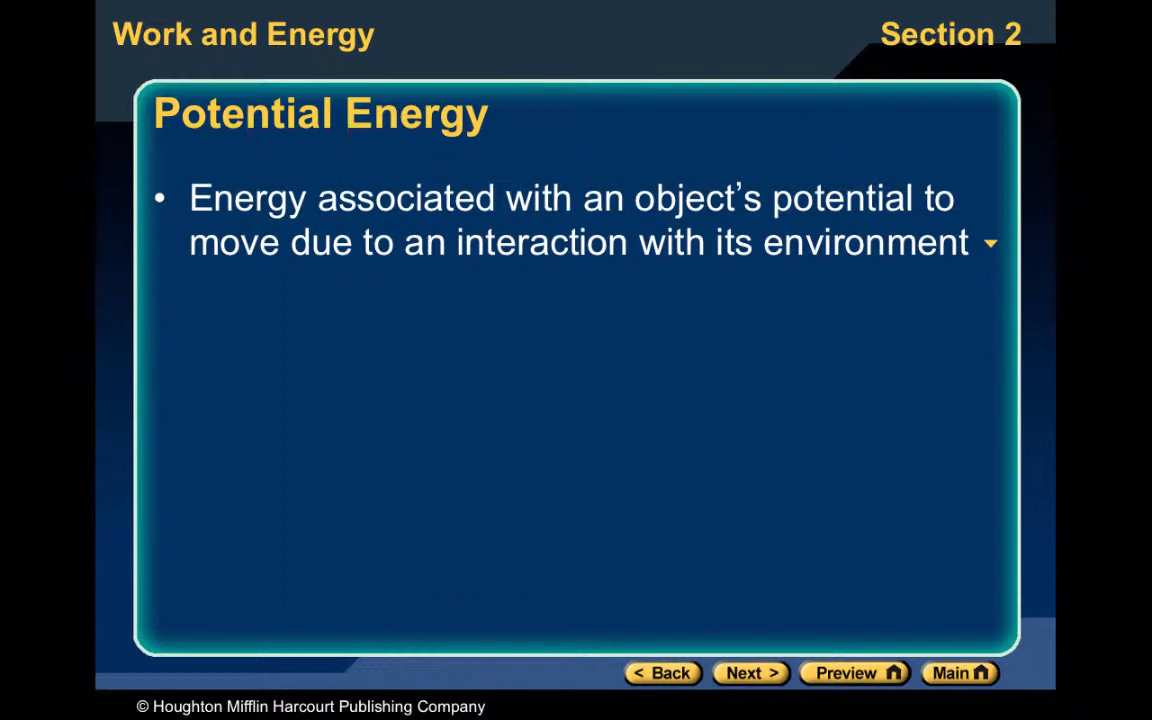 Work and Energy
Section 2
Potential Energy
• Energy associated with an object’s potential to
move due to an interaction with its environment
< Back
Next >
Preview
Main
© Houghton Mifflin Harcourt Publishing Company